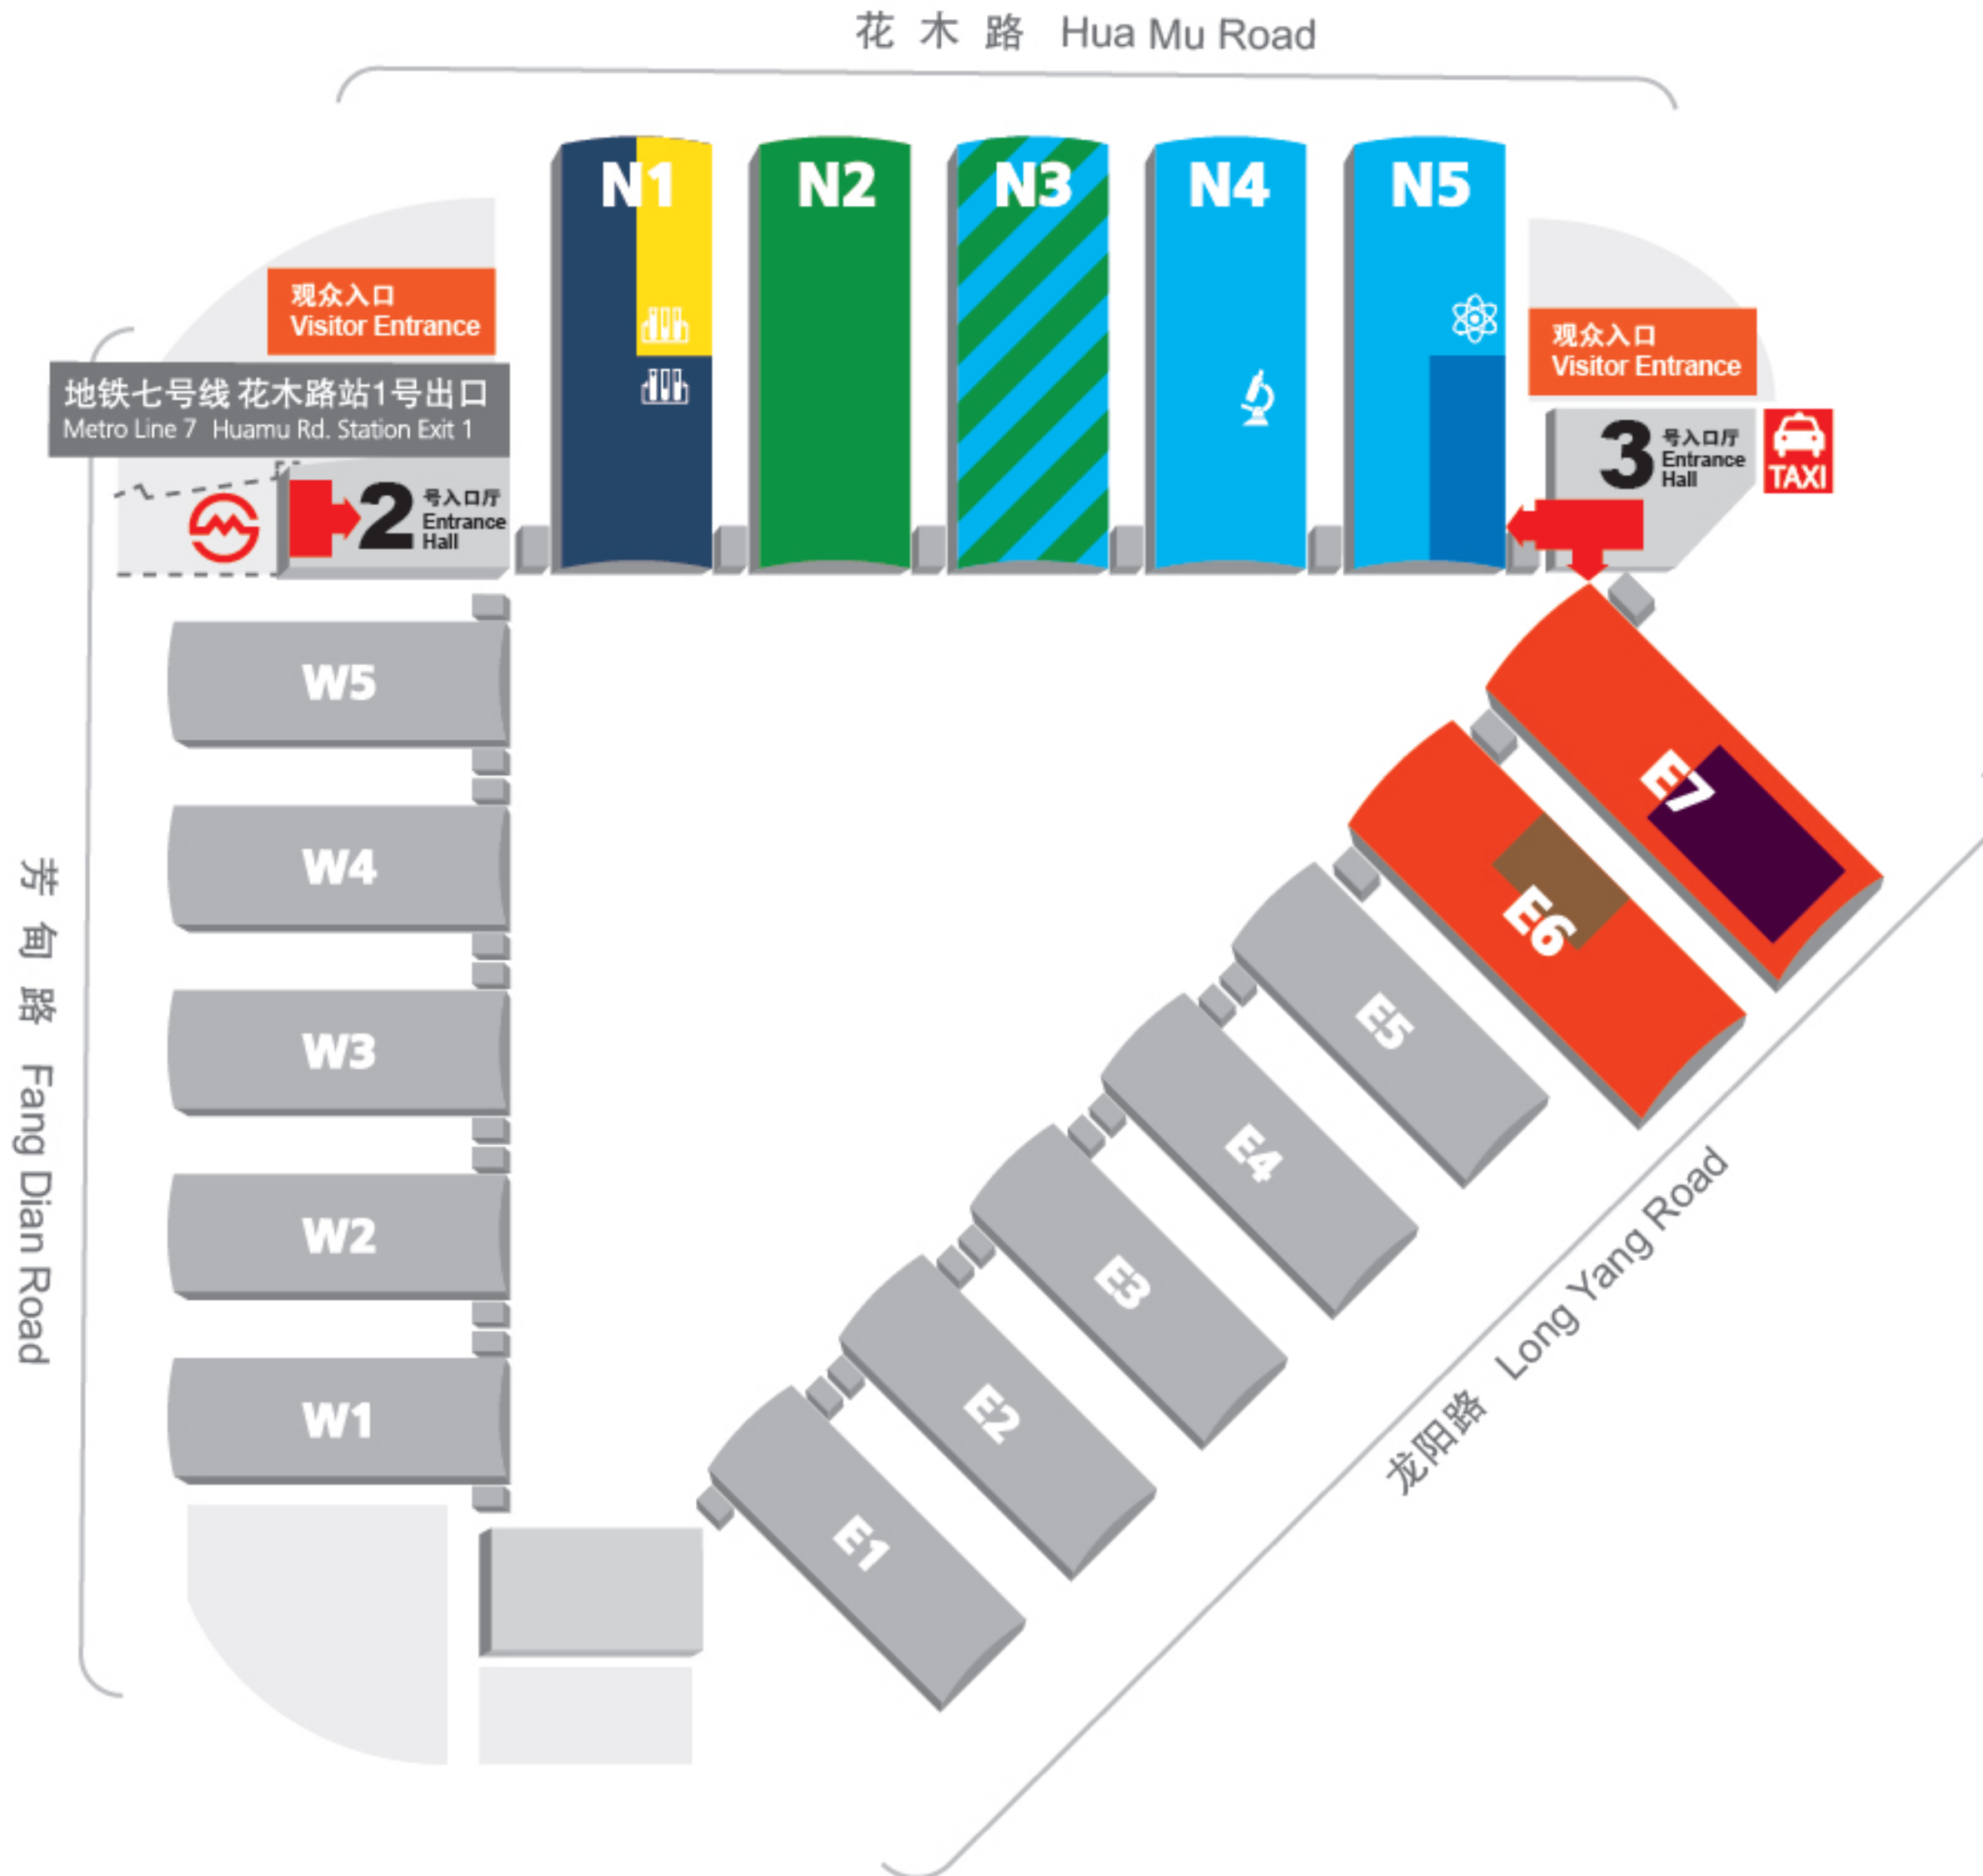 花木路 Hua Mu Road
N1
N2
N3
N4
N5
观众入口
Visitor Entrance
观众入口
Visitor Entrance
地铁七号线 花木路站1号出口
Metro Line 7 Huamu Rd. Station Exit 1
2
号入口厅
Entrance
Hall
3
号入口厅
Entrance
Hall
TAXI
W5
W4
W3
W2
W1
芳甸路 Fang Dian Road
E7
E6
E5
E4
E3
E2
E1
龙阳路 Long Yang Road